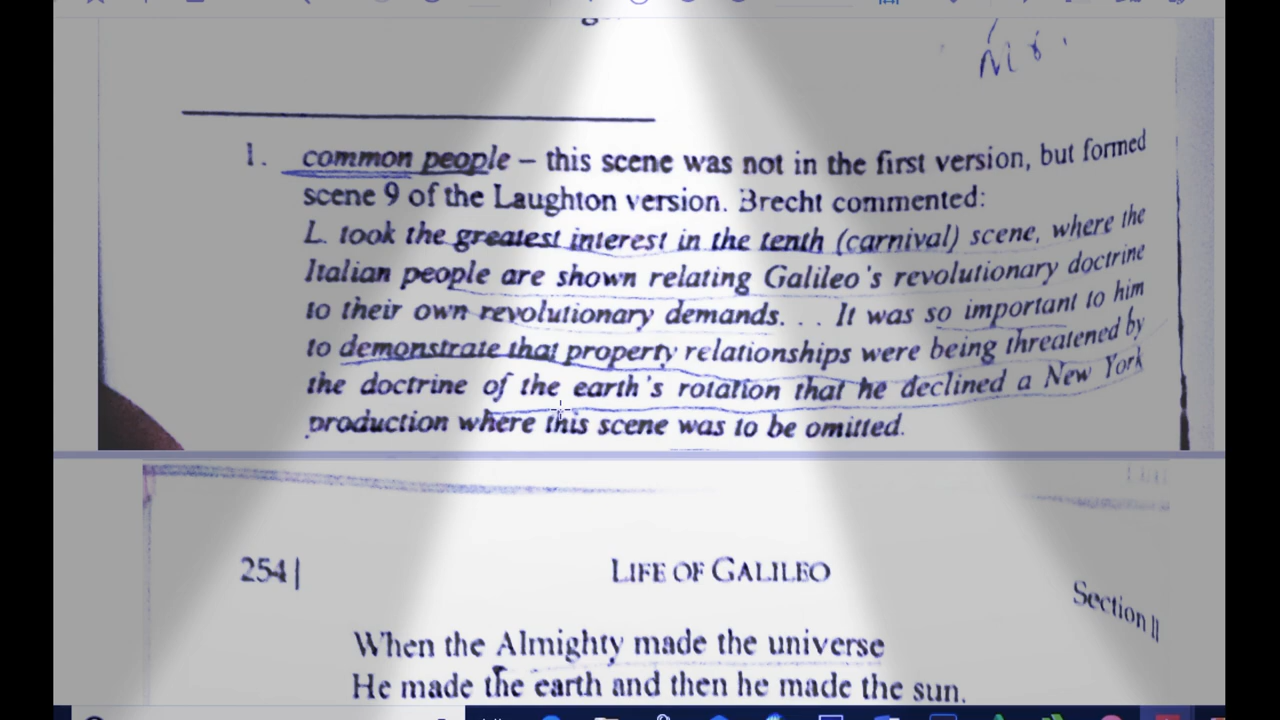 1. common people – this scene was not in the first version, but formed
scene 9 of the Laughton version. Brecht commented:
L. took the greatest interest in the tenth (carnival) scene, where the
Italian people are shown relating Galileo's revolutionary doctrine
to their own revolutionary demands. . . It was so important to him
to demonstrate that property relationships were being threatened by
the doctrine of the earth's rotation that he declined a New York
production where this scene was to be omitted.
254|
LIFE OF GALILEO
Section II
When the Almighty made the universe
He made the earth and then he made the sun.